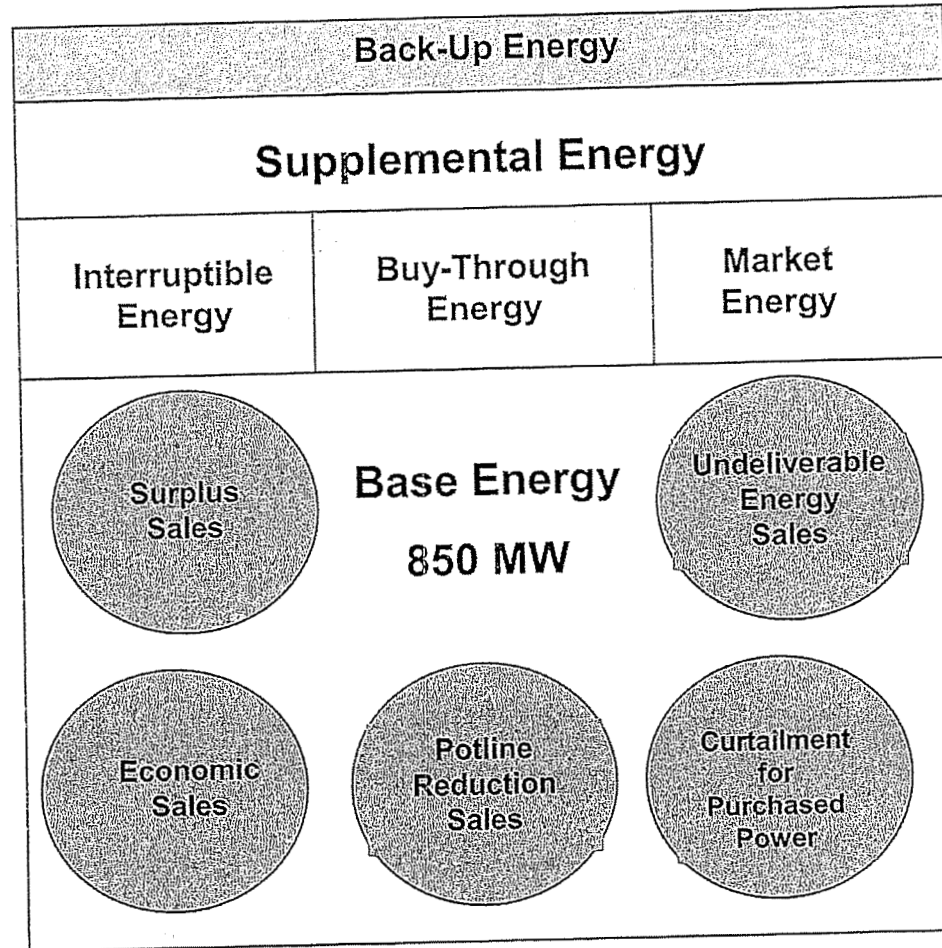 Back-Up Energy
Supplemental Energy
Interruptible
Energy
Buy-Through
Energy
Market
Energy
Surplus
Sales
Base Energy
850 MW
Undeliverable
Energy
Sales
Economic
Sales
Potline
Reduction
Sales
Curtailment
for
Purchased
Power